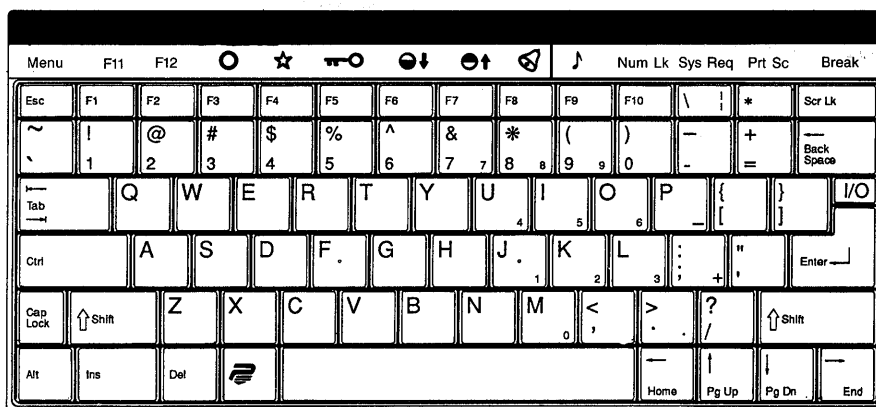 Menu F11 F12 Num Lk Sys Req Prt Sc Break
Esc F1 F2 F3 F4 F5 F6 F7 F8 F9 F10 \ ¦ * Scr Lk
~ ! @ # $ % ^ & * ( ) — + ←
` 1 2 3 4 5 6 7 7 8 8 9 9 0 - = Back Space
Tab Q W E R T Y U 4 I 5 O 6 P _ { [ } ] I/O
Ctrl A S D F G H J 1 K 2 L 3 : ; + " ' Enter
Cap Lock Shift Z X C V B N M 0 < , > . . ? / Shift
Alt Ins Del ← Home ↑ Pg Up ↓ Pg Dn → End